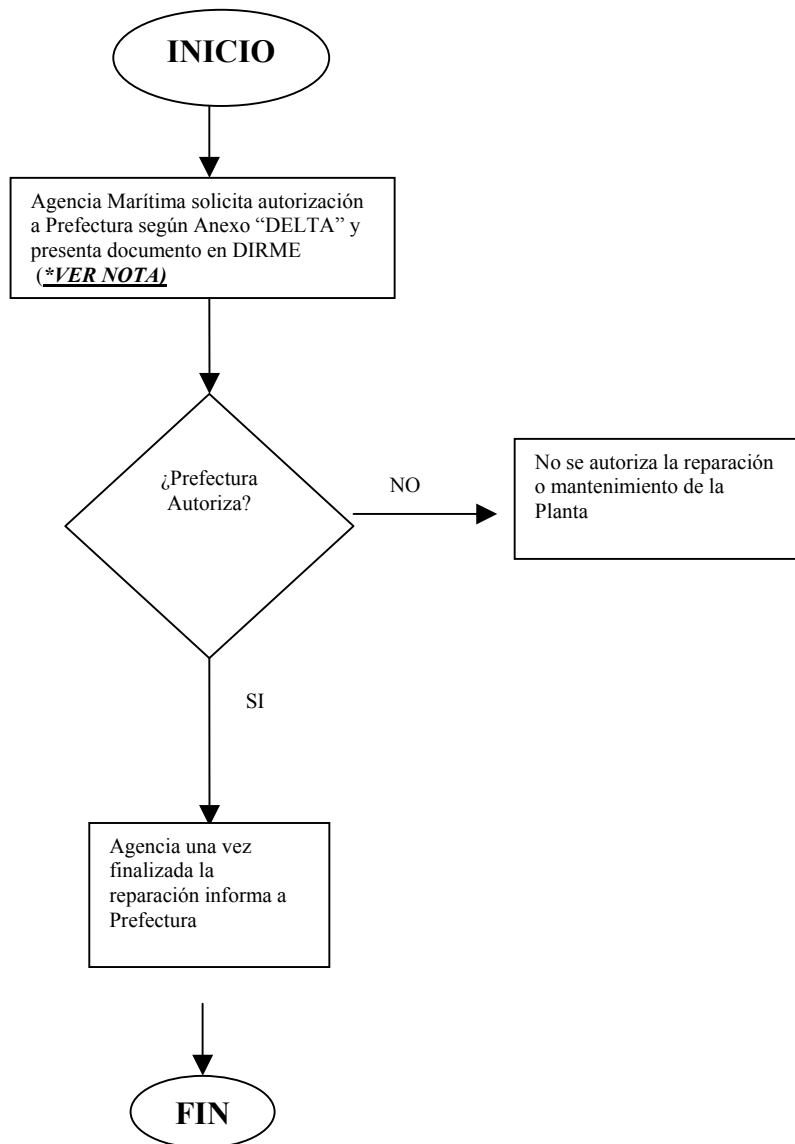 INICIO
Agencia Marítima solicita autorización
a Prefectura según Anexo “DELTA” y
presenta documento en DIRME
(*VER NOTA)
¿Prefectura
Autoriza?
NO
No se autoriza la reparación
o mantenimiento de la
Planta
SI
Agencia una vez
finalizada la
reparación informa a
Prefectura
FIN